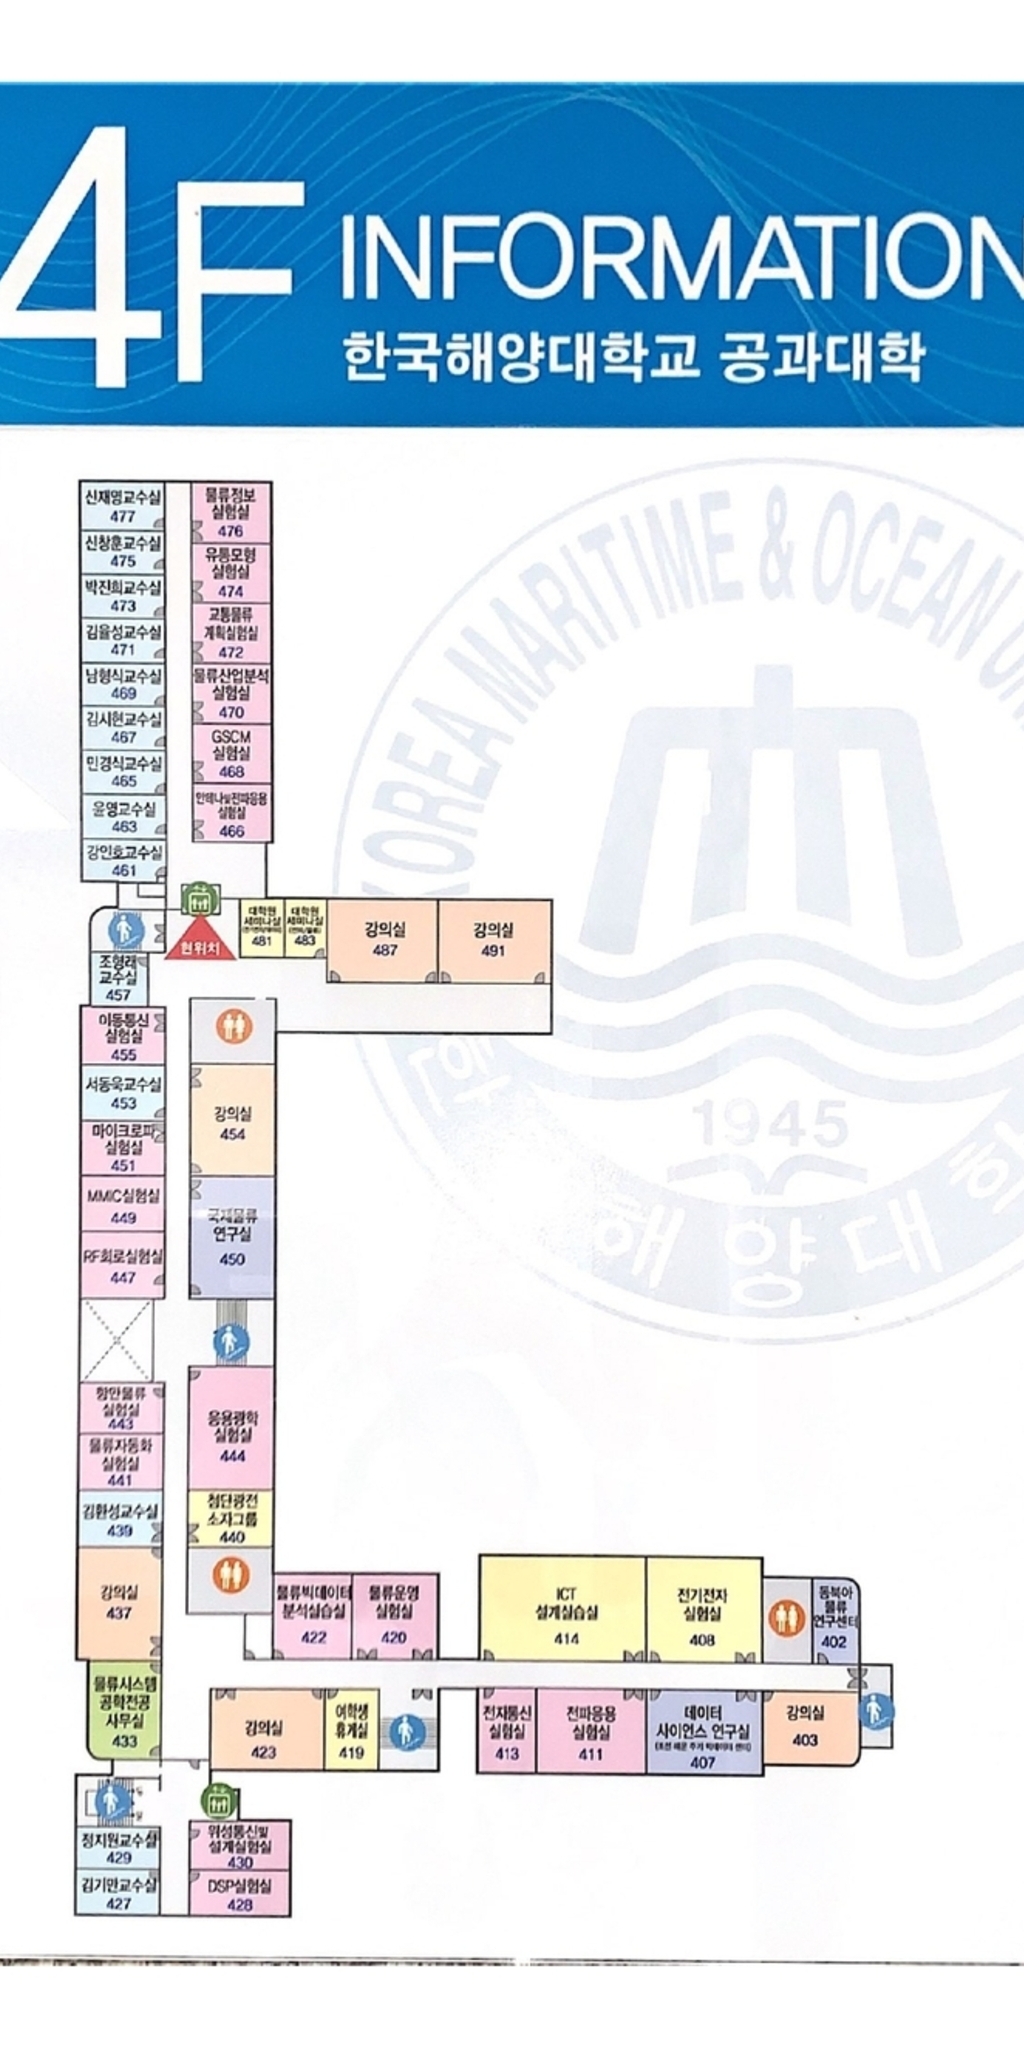 4F INFORMATION
한국해양대학교 공과대학
KOREA MARITIME & OCEAN
1945
해양대
신재영교수실
477
신창훈교수실
475
박진희교수실
473
김율성교수실
471
남형식교수실
469
김시현교수실
467
민경식교수실
465
윤영교수실
463
강인호교수실
461
물류정보
실험실
476
유통모형
실험실
474
교통물류
계획실험실
472
물류산업분석
실험실
470
GSCM
실험실
468
안테나및전파응용
실험실
466
현위치
대학원
세미나실
481
대학원
세미나실
483
강의실
487
강의실
491
조형래
교수실
457
이동통신
실험실
455
서동욱교수실
453
마이크로파
실험실
451
MMIC실험실
449
RF회로실험실
447
강의실
454
국제물류
연구실
450
항만물류
실험실
443
물류자동화
실험실
441
김환성교수실
439
강의실
437
물류시스템
공학전공
사무실
433
응용광학
실험실
444
첨단광전
소자그룹
440
물류빅데이터
분석실습실
422
물류운영
실험실
420
ICT
설계실습실
414
전기전자
실험실
408
동북아
물류
연구센터
402
강의실
423
여학생
휴게실
419
전자통신
실험실
413
전파응용
실험실
411
데이터
사이언스 연구실
407
강의실
403
정지원교수실
429
김기만교수실
427
위성통신및
설계실험실
430
DSP실험실
428